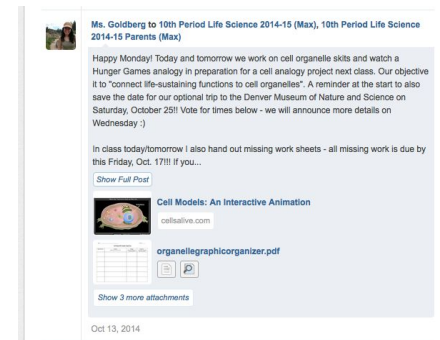 Ms. Goldberg to 10th Period Life Science 2014-15 (Max), 10th Period Life Science
2014-15 Parents (Max)
Happy Monday! Today and tomorrow we work on cell organelle skits and watch a
Hunger Games analogy in preparation for a cell analogy project next class. Our objective
it to "connect life-sustaining functions to cell organelles". A reminder at the start to also
save the date for our optional trip to the Denver Museum of Nature and Science on
Saturday, October 25!! Vote for times below - we will announce more details on
Wednesday :)
In class today/tomorrow I also hand out missing work sheets - all missing work is due by
this Friday, Oct. 17!!! If you...
Show Full Post
Cell Models: An Interactive Animation
cellsalive.com
organellegraphicorganizer.pdf
Show 3 more attachments
Oct 13, 2014